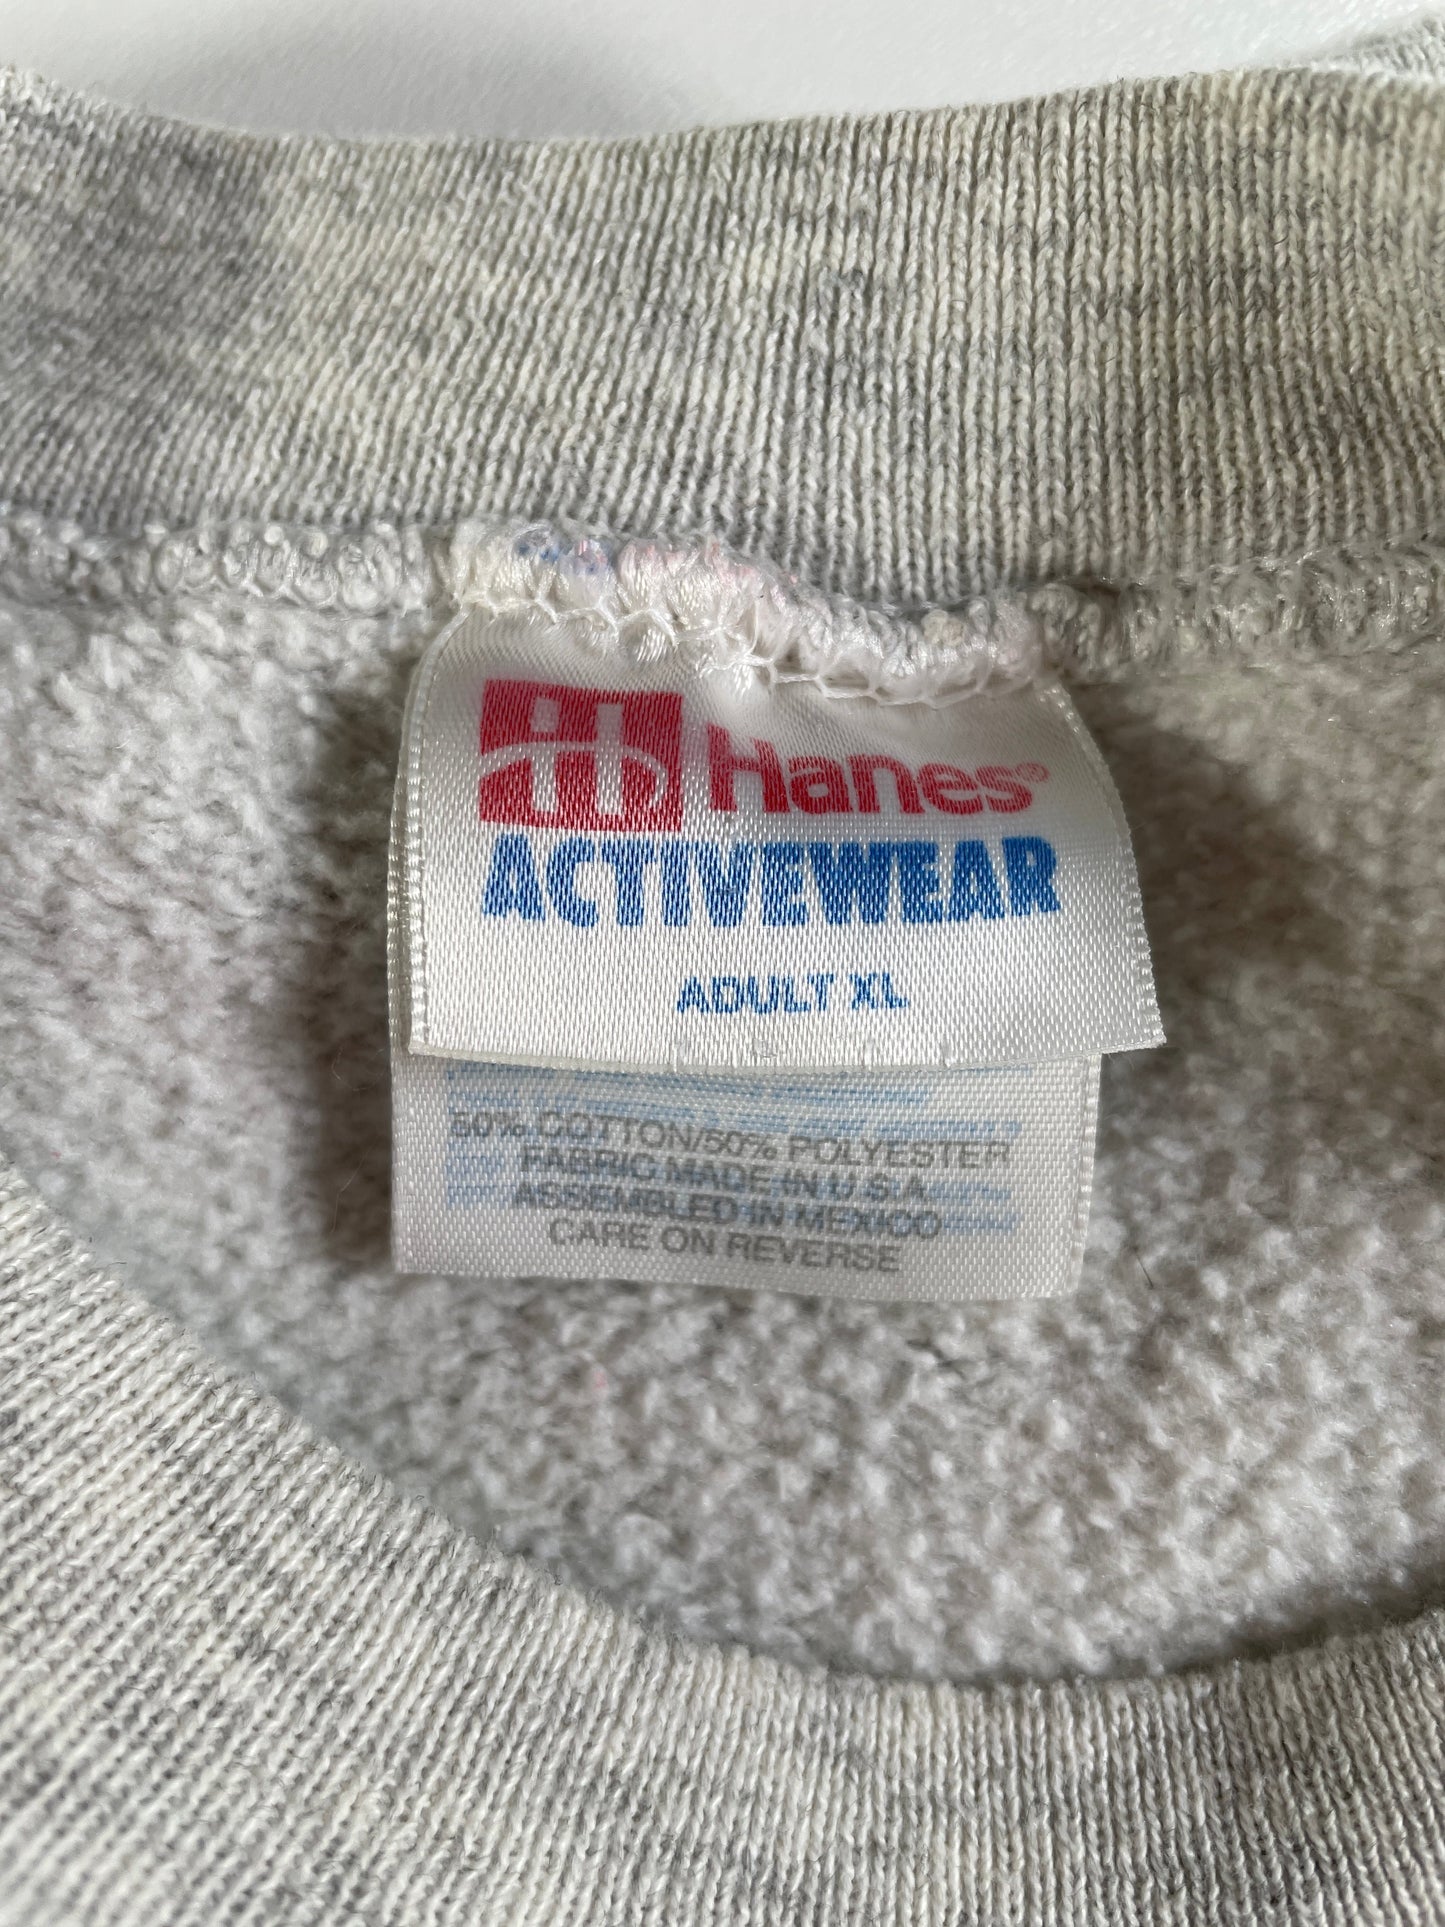 Hanes®
ACTIVEWEAR
ADULT XL
50% COTTON/50% POLYESTER
FABRIC MADE IN U.S.A.
ASSEMBLED IN MEXICO
CARE ON REVERSE